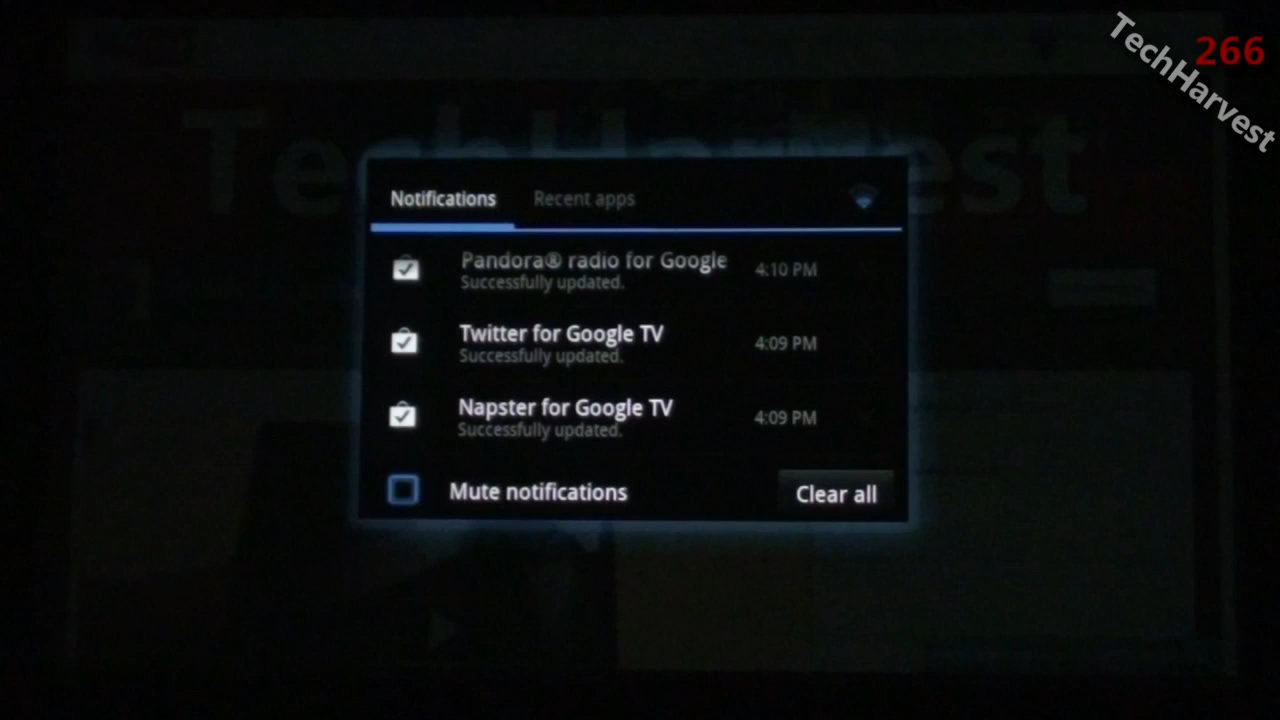 TechHarvest
266
TechHarvest
Notifications
Recent apps
Pandora® radio for Google
Successfully updated.
4:10 PM
Twitter for Google TV
Successfully updated.
4:09 PM
Napster for Google TV
Successfully updated.
4:09 PM
Mute notifications
Clear all